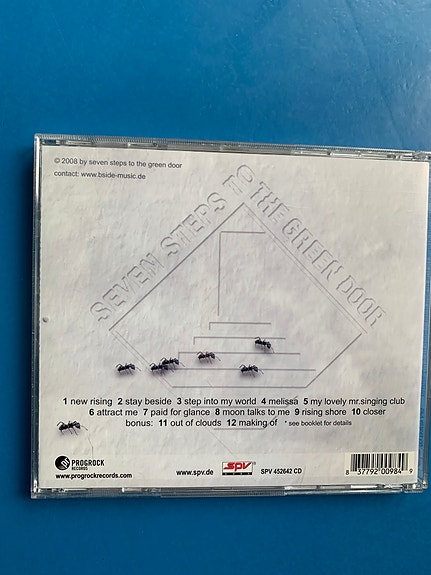 © 2008 by seven steps to the green door
contact: www.bside-music.de
SEVEN STEPS TO
THE GREEN DOOR
1 new rising 2 stay beside 3 step into my world 4 melissa 5 my lovely mr.singing club
6 attract me 7 paid for glance 8 moon talks to me 9 rising shore 10 closer
bonus: 11 out of clouds 12 making of * see booklet for details
PROGROCK
RECORDS
www.progrockrecords.com
www.spv.de
spv
SPV 452642 CD
8 37792 00984 9